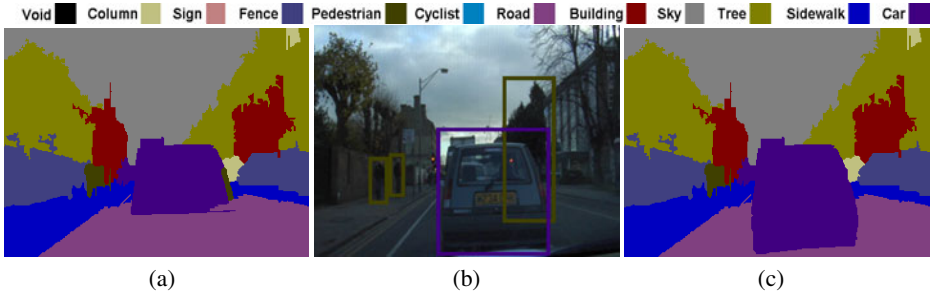 Void Column Sign Fence Pedestrian Cyclist Road Building Sky Tree Sidewalk Car
(a) (b) (c)